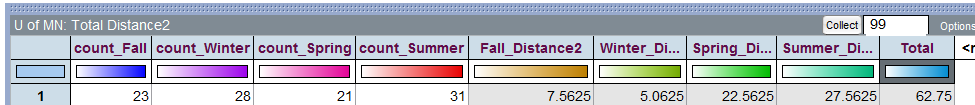 U of MN: Total Distance2 Collect 99 Options
count_Fall count_Winter count_Spring count_Summer Fall_Distance2 Winter_Di... Spring_Di... Summer_Di... Total
1 23 28 21 31 7.5625 5.0625 22.5625 27.5625 62.75